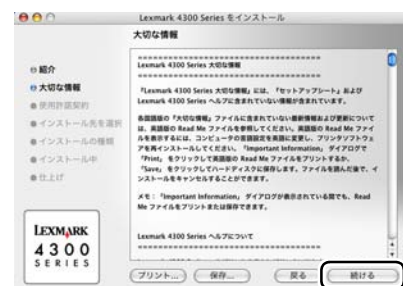 Lexmark 4300 Series をインストール
大切な情報
紹介
大切な情報
使用許諾契約
インストール先を選択
インストールの種類
インストール中
仕上げ
LEXMARK
4300
SERIES
==========================================
Lexmark 4300 Series 大切な情報
==========================================
「Lexmark 4300 Series 大切な情報」には、「セットアップシート」および
Lexmark 4300 Series ヘルプに含まれていない情報が含まれています。
各国語版の「大切な情報」ファイルに含まれていない最新情報および更新について
は、英語版の Read Me ファイルを参照してください。英語版の Read Me ファイ
ルを表示するには、コンピュータの言語設定を英語に変更し、プリンタソフトウェ
アを再インストールしてください。 "Important Information" ダイアログで
「Print」 をクリックして英語版の Read Me ファイルをプリントするか、
「Save」 をクリックしてハードディスクに保存します。ファイルを読んだ後で、イ
ンストールをキャンセルすることができます。
メモ：「Important Information」 ダイアログが表示されている間でも、Read
Me ファイルをプリントまたは保存できます。
Lexmark 4300 Series ヘルプについて
==========================================
プリント... 保存... 戻る 続ける